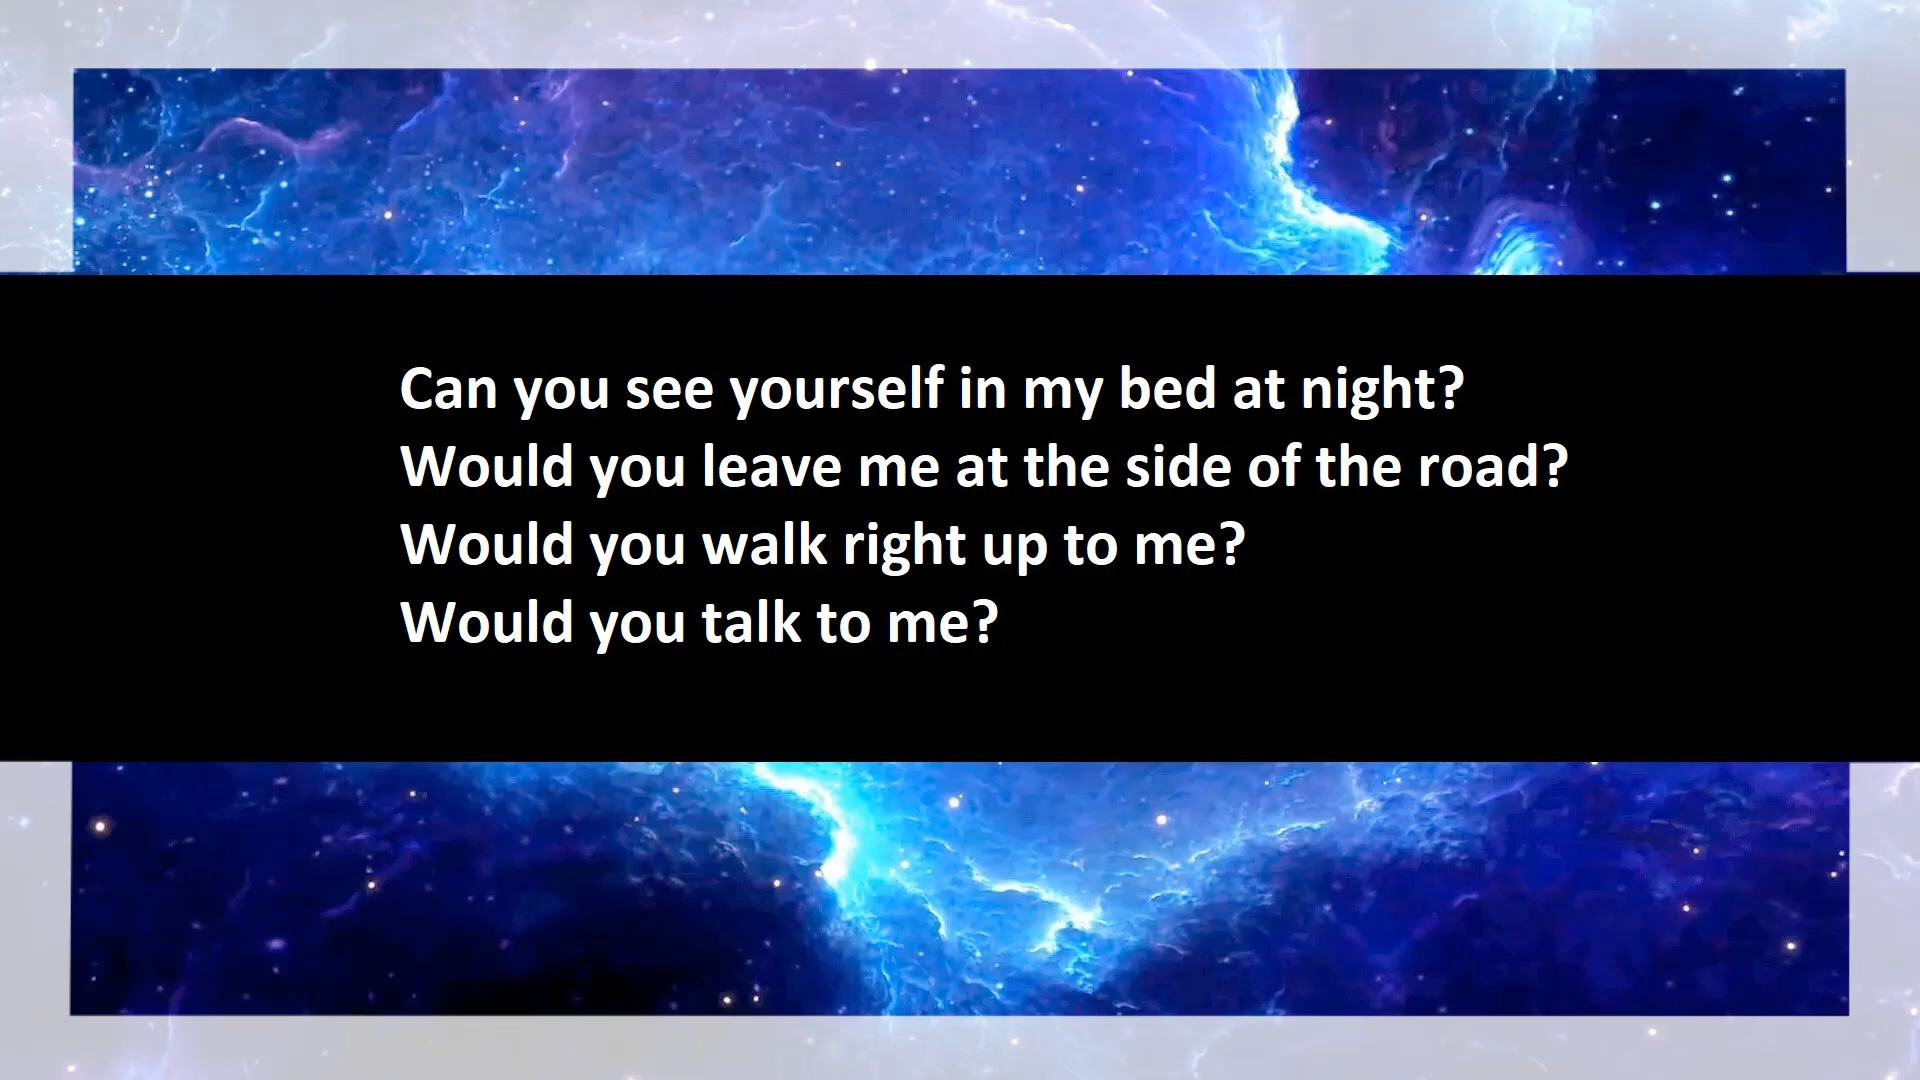 Can you see yourself in my bed at night?
Would you leave me at the side of the road?
Would you walk right up to me?
Would you talk to me?